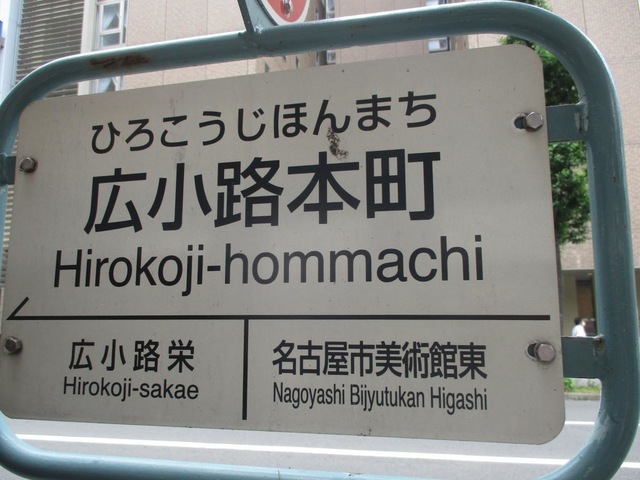 ひろこうじほんまち
広小路本町
Hirokoji-hommachi
広小路栄
Hirokoji-sakae
名古屋市美術館東
Nagoyashi Bijyutukan Higashi